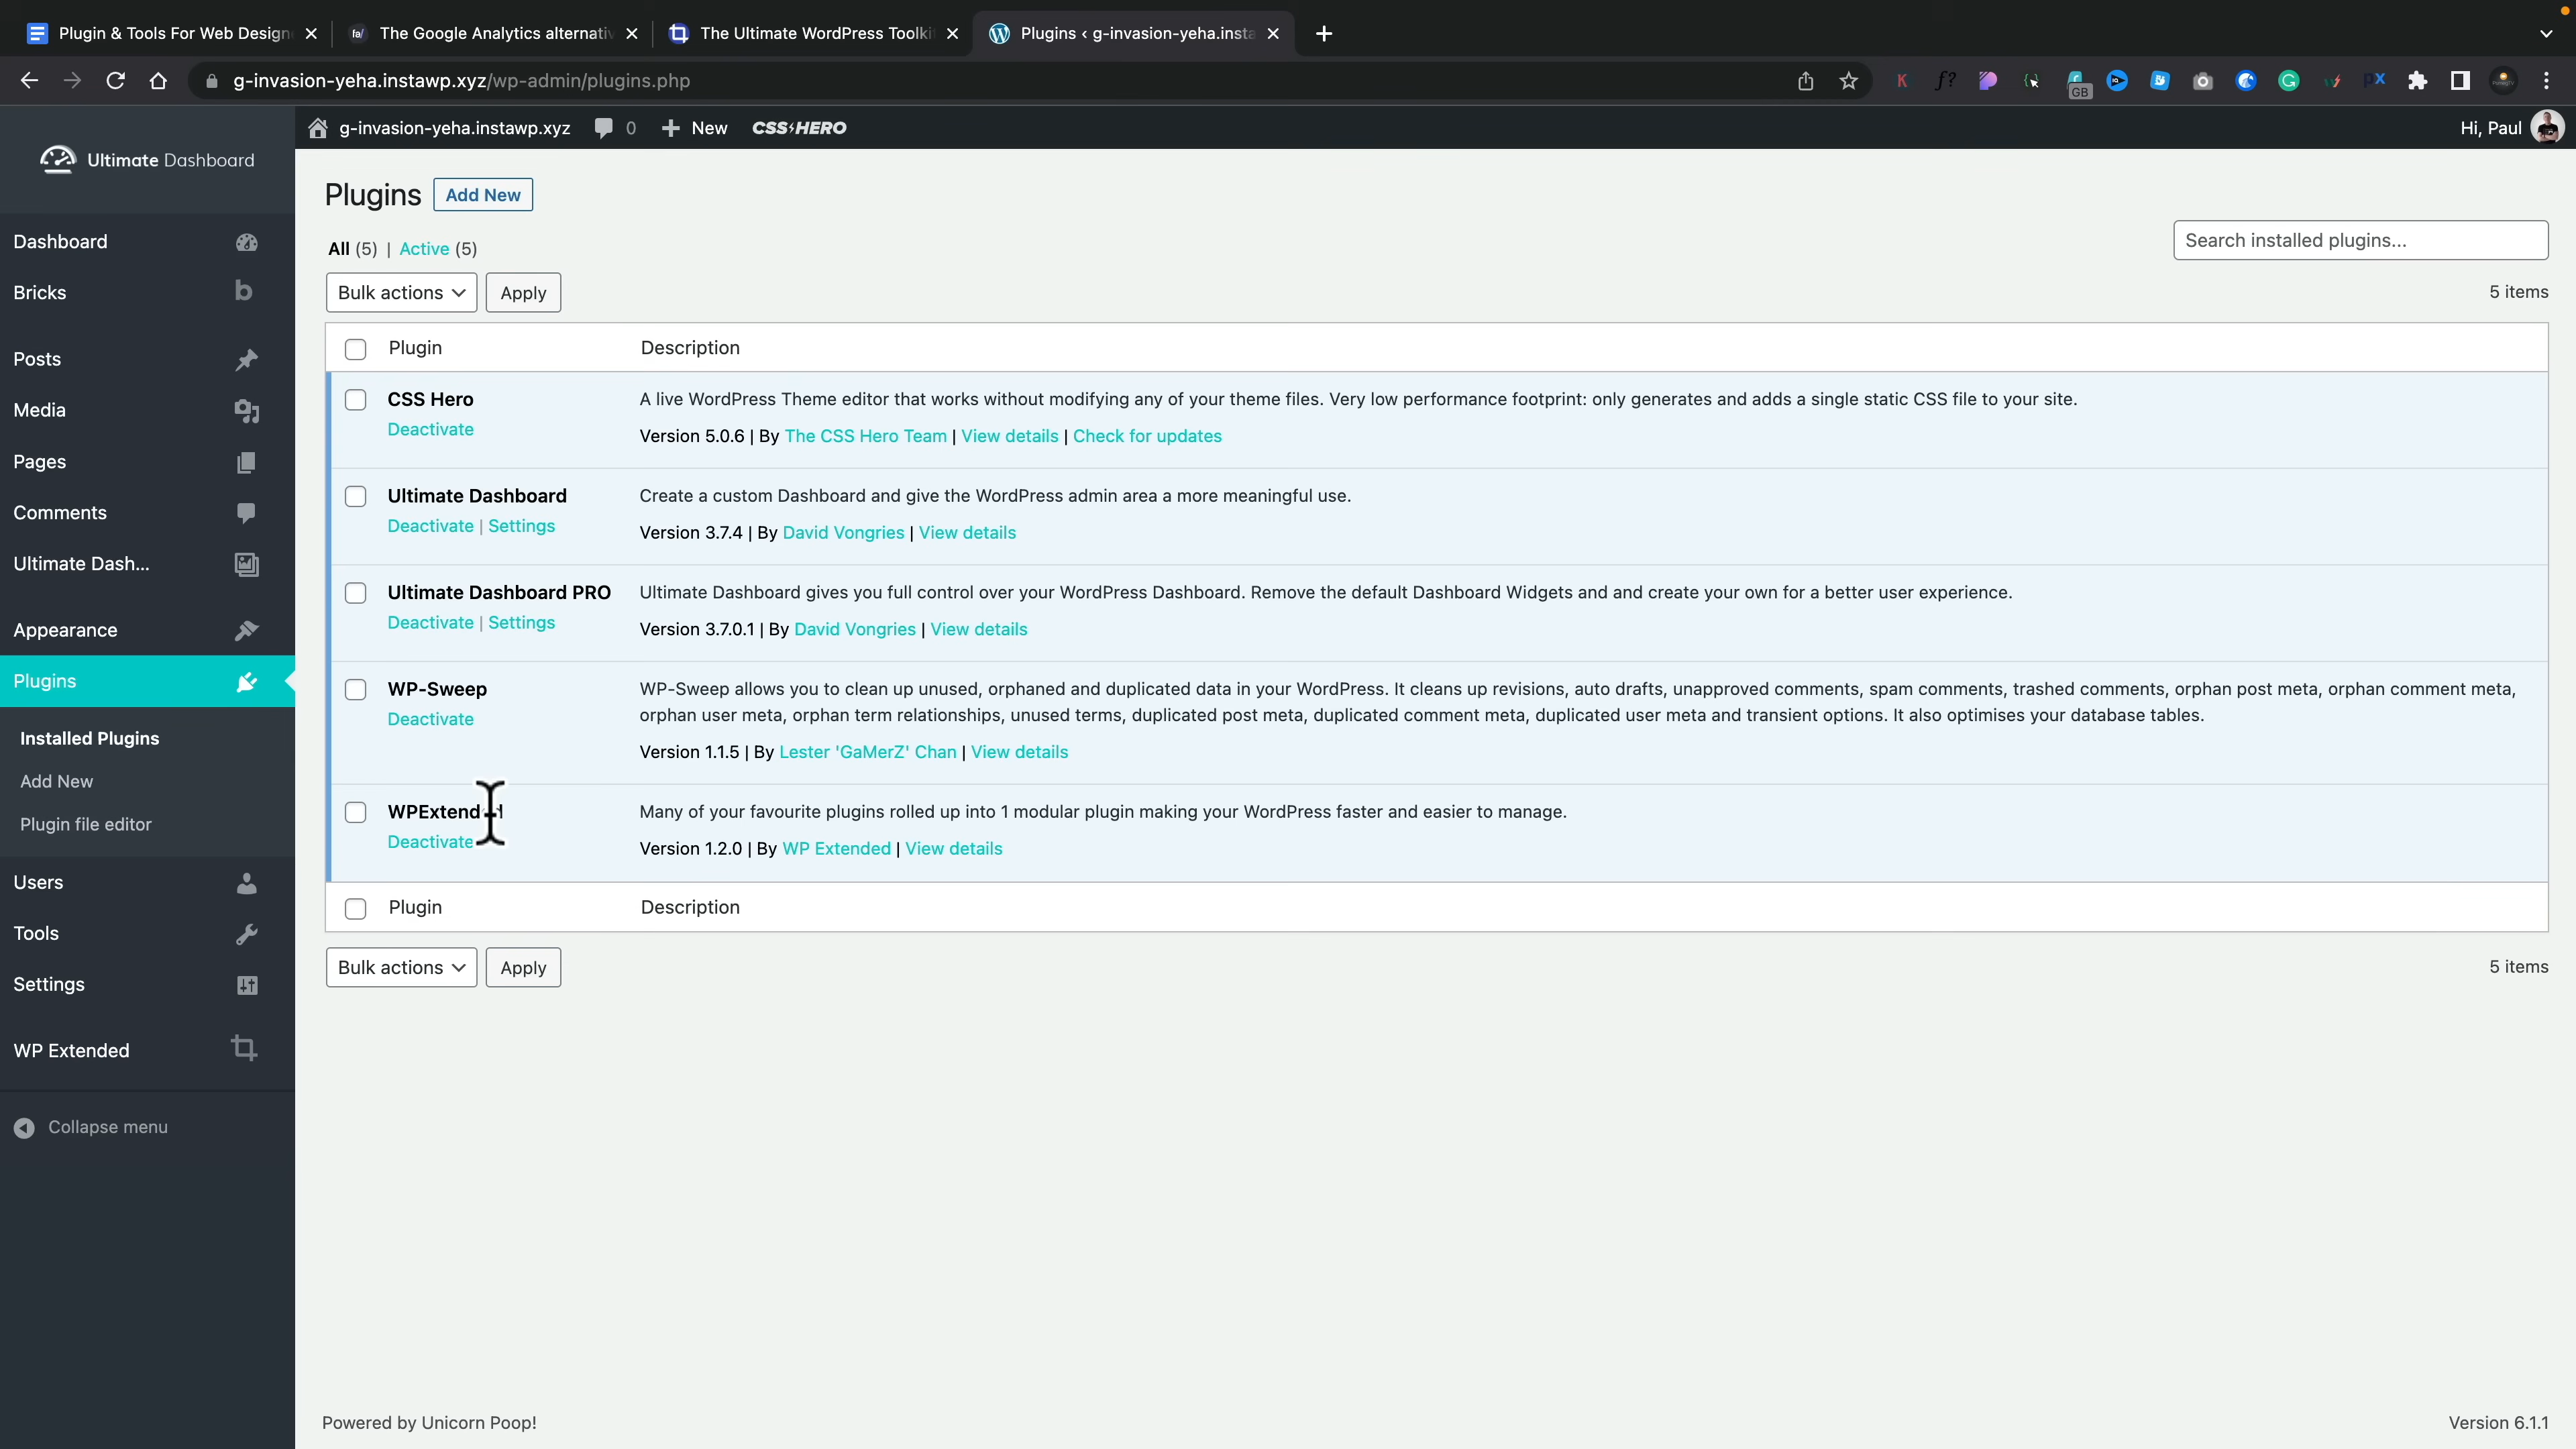 Plugin & Tools For Web Design
The Google Analytics alternativ
The Ultimate WordPress Toolki
Plugins < g-invasion-yeha.insta
g-invasion-yeha.instawp.xyz/wp-admin/plugins.php
GB
g-invasion-yeha.instawp.xyz
0
New
CSS HERO
Hi, Paul
Ultimate Dashboard
Dashboard
Bricks
Posts
Media
Pages
Comments
Ultimate Dash...
Appearance
Plugins
Installed Plugins
Add New
Plugin file editor
Users
Tools
Settings
WP Extended
Collapse menu
Plugins
Add New
All (5) | Active (5)
Search installed plugins...
Bulk actions
Apply
5 items
Plugin
Description
CSS Hero
Deactivate
A live WordPress Theme editor that works without modifying any of your theme files. Very low performance footprint: only generates and adds a single static CSS file to your site.
Version 5.0.6 | By The CSS Hero Team | View details | Check for updates
Ultimate Dashboard
Deactivate | Settings
Create a custom Dashboard and give the WordPress admin area a more meaningful use.
Version 3.7.4 | By David Vongries | View details
Ultimate Dashboard PRO
Deactivate | Settings
Ultimate Dashboard gives you full control over your WordPress Dashboard. Remove the default Dashboard Widgets and and create your own for a better user experience.
Version 3.7.0.1 | By David Vongries | View details
WP-Sweep
Deactivate
WP-Sweep allows you to clean up unused, orphaned and duplicated data in your WordPress. It cleans up revisions, auto drafts, unapproved comments, spam comments, trashed comments, orphan post meta, orphan comment meta,
orphan user meta, orphan term relationships, unused terms, duplicated post meta, duplicated comment meta, duplicated user meta and transient options. It also optimises your database tables.
Version 1.1.5 | By Lester 'GaMerZ' Chan | View details
WPExtended
Deactivate
Many of your favourite plugins rolled up into 1 modular plugin making your WordPress faster and easier to manage.
Version 1.2.0 | By WP Extended | View details
Plugin
Description
Bulk actions
Apply
5 items
Powered by Unicorn Poop!
Version 6.1.1